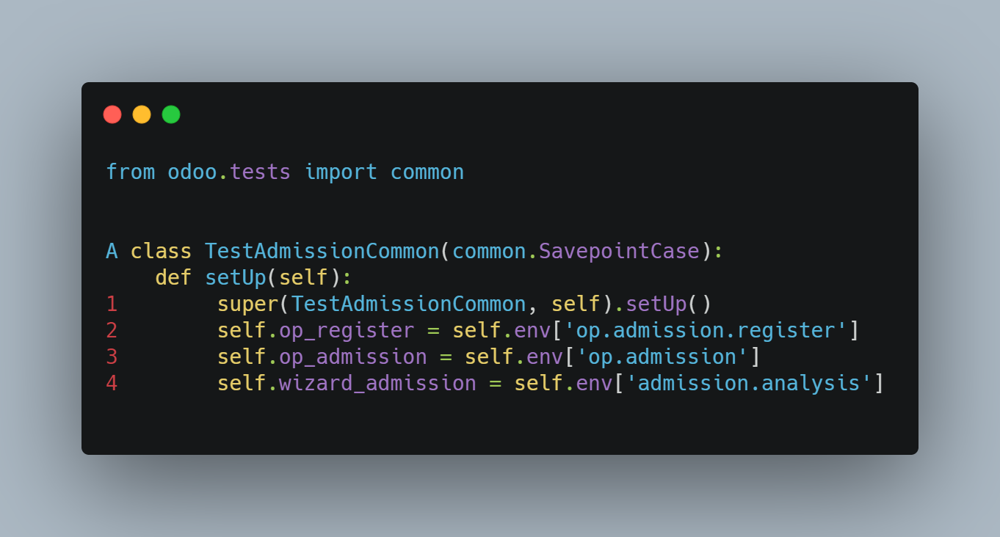 from odoo.tests import common
A class TestAdmissionCommon(common.SavepointCase):
    def setUp(self):
1        super(TestAdmissionCommon, self).setUp()
2        self.op_register = self.env['op.admission.register']
3        self.op_admission = self.env['op.admission']
4        self.wizard_admission = self.env['admission.analysis']